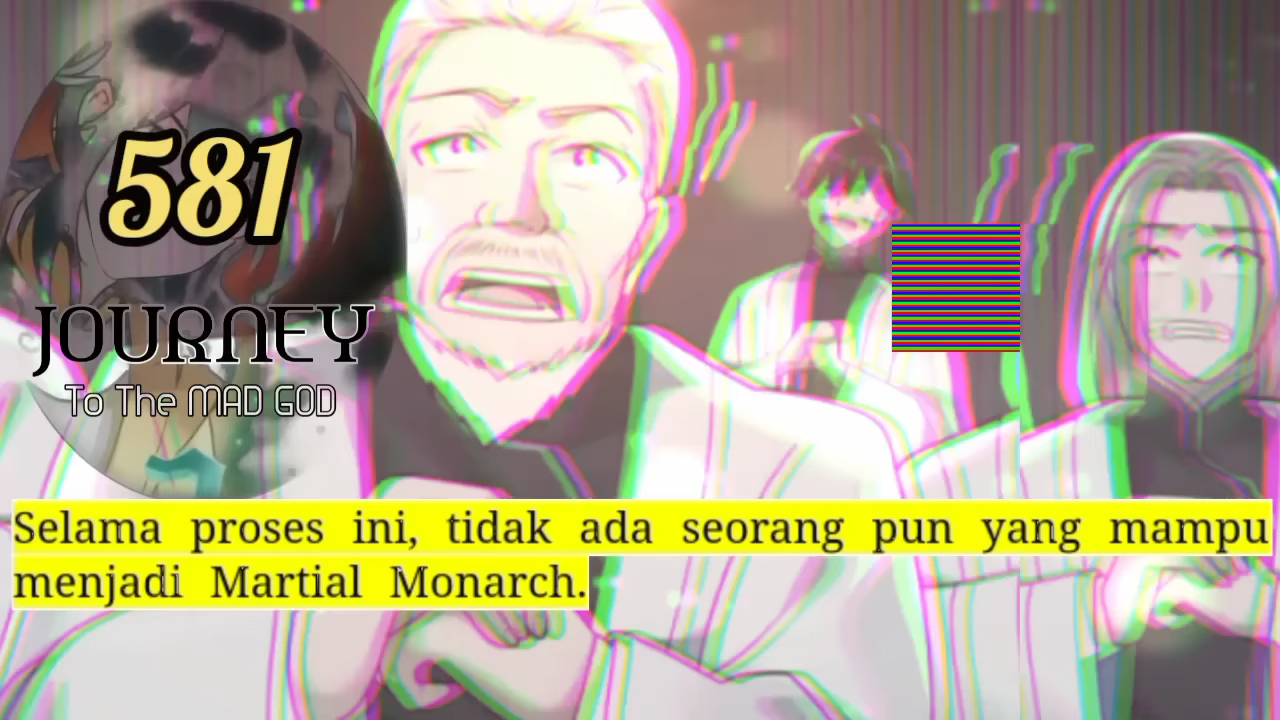 581
JOURNEY
To The MAD GOD
Selama proses ini, tidak ada seorang pun yang mampu
menjadi Martial Monarch.